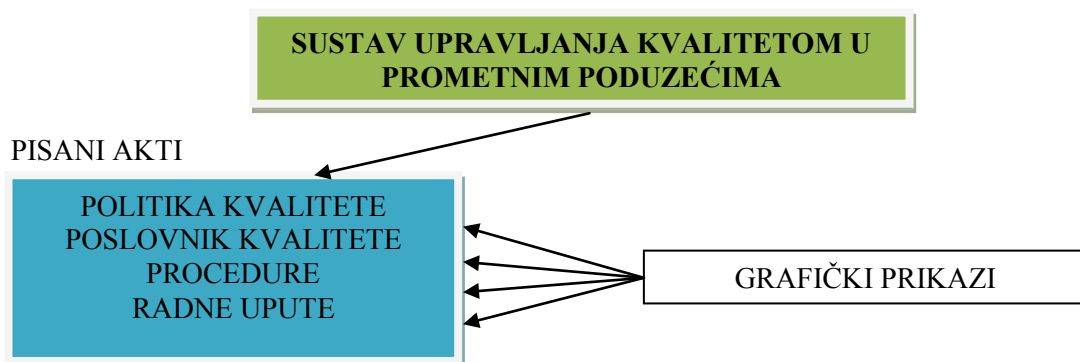 SUSTAV UPRAVLJANJA KVALITETOM U
PROMETNIM PODUZEĆIMA
PISANI AKTI
POLITIKA KVALITETE
POSLOVNIK KVALITETE
PROCEDURE
RADNE UPUTE
GRAFIČKI PRIKAZI